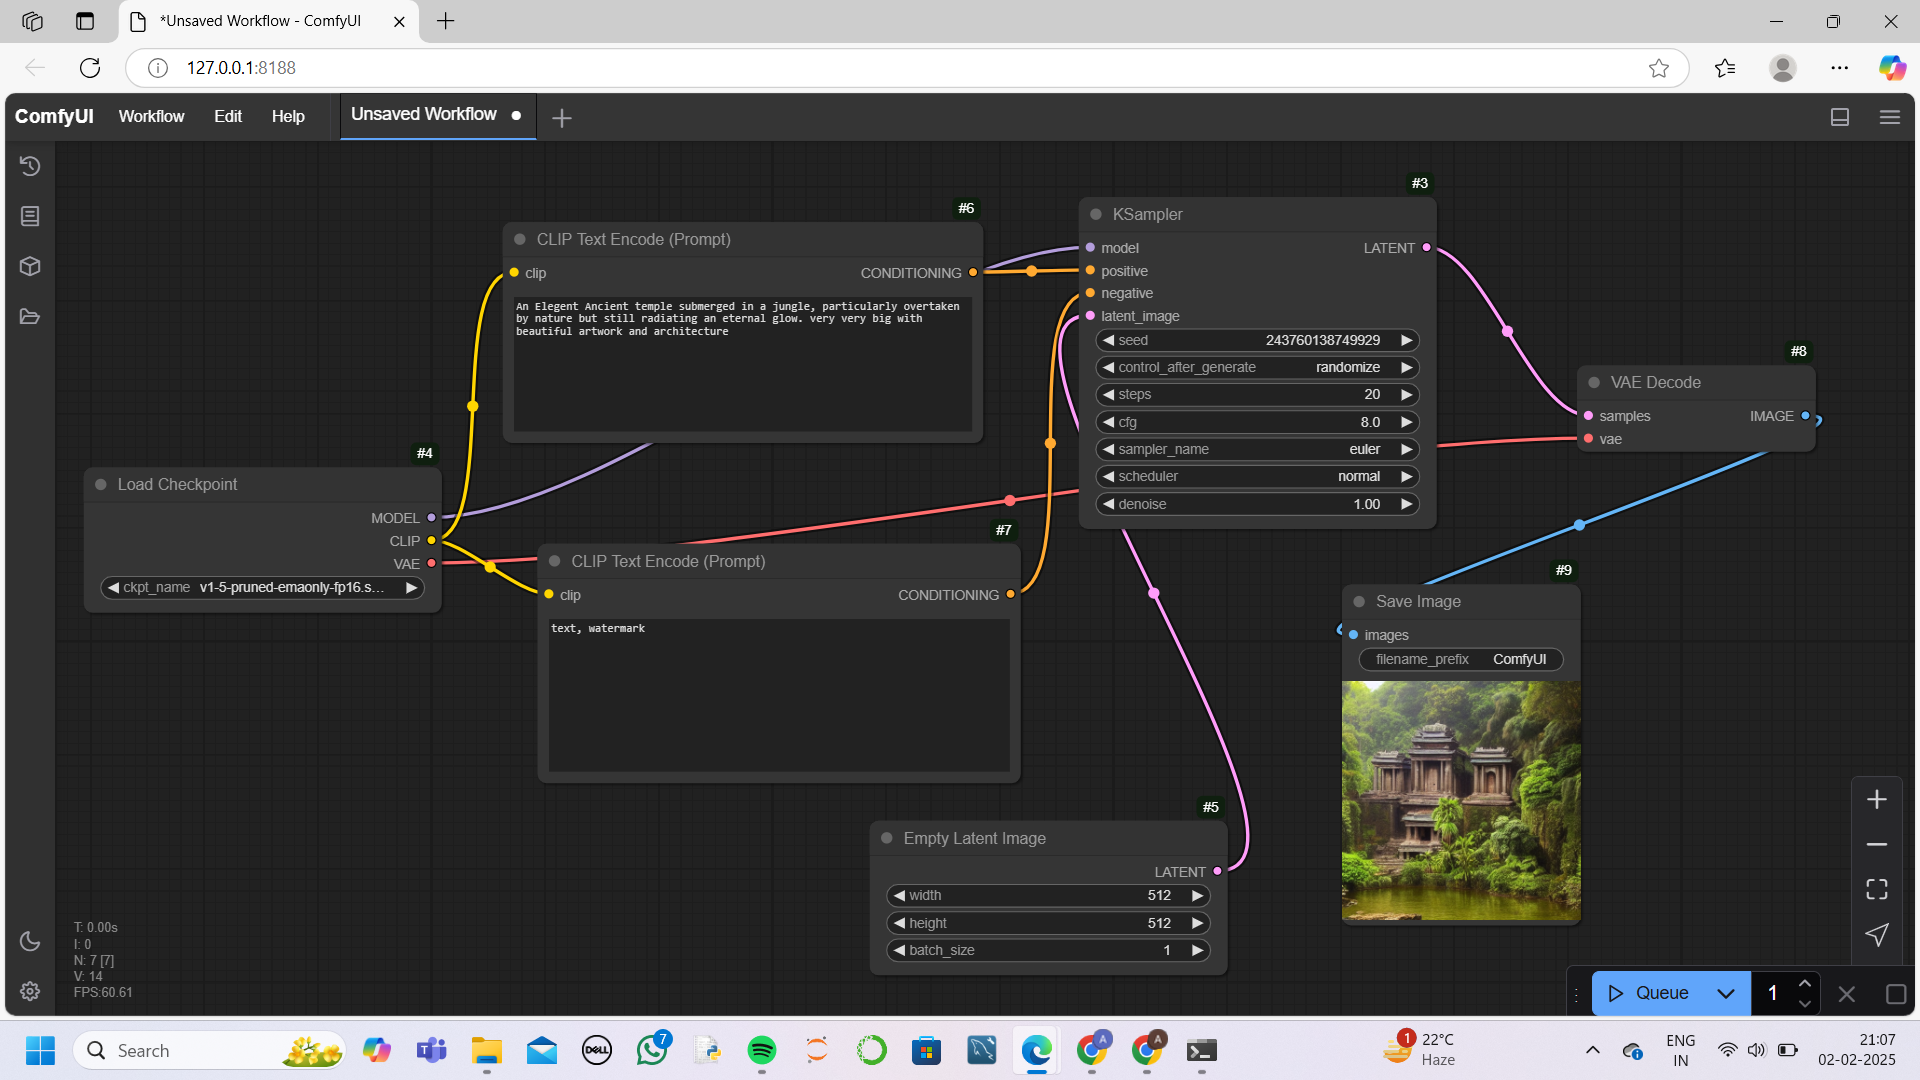 *Unsaved Workflow - ComfyUI
127.0.0.1:8188
ComfyUI Workflow Edit Help Unsaved Workflow
#6
CLIP Text Encode (Prompt)
clip CONDITIONING
An Elegent Ancient temple submerged in a jungle, particularly overtaken
by nature but still radiating an eternal glow. very very big with
beautiful artwork and architecture
#3
KSampler
model LATENT
positive
negative
latent_image
seed 243760138749929
control_after_generate randomize
steps 20
cfg 8.0
sampler_name euler
scheduler normal
denoise 1.00
#8
VAE Decode
samples IMAGE
vae
#4
Load Checkpoint
MODEL
CLIP
VAE
ckpt_name v1-5-pruned-emaonly-fp16.s...
#7
CLIP Text Encode (Prompt)
clip CONDITIONING
text, watermark
#9
Save Image
images
filename_prefix ComfyUI
#5
Empty Latent Image
LATENT
width 512
height 512
batch_size 1
T: 0.00s
I: 0
N: 7 [7]
V: 14
FPS:60.61
Queue 1
Search
DELL
7
A
A
1
22°C
Haze
ENG
IN
21:07
02-02-2025